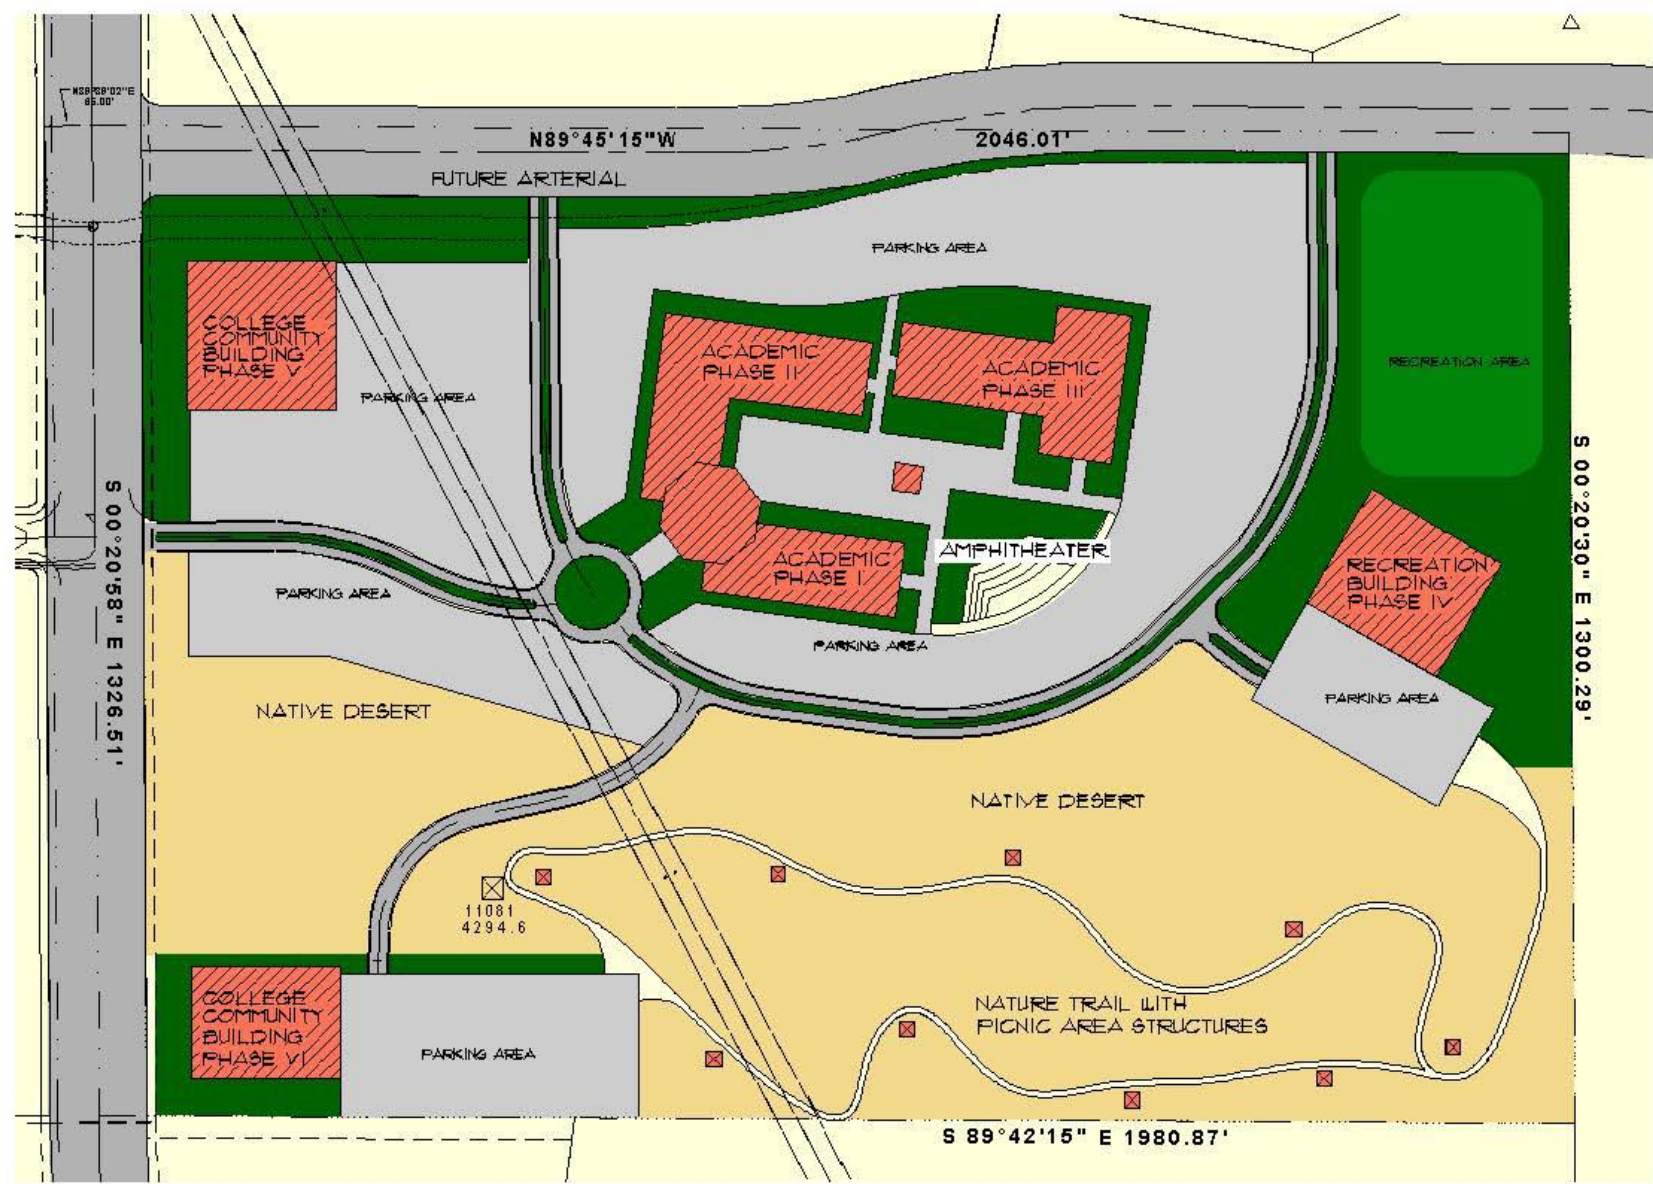 N89°45'15"W
2046.01'
FUTURE ARTERIAL
PARKING AREA
COLLEGE
COMMUNITY
BUILDING
PHASE V
PARKING AREA
ACADEMIC
PHASE II
ACADEMIC
PHASE III
RECREATION AREA
S 00°20'58" E 1326.51'
S 00°20'30" E 1300.29'
AMPHITHEATER
ACADEMIC
PHASE I
RECREATION
BUILDING
PHASE IV
PARKING AREA
PARKING AREA
PARKING AREA
NATIVE DESERT
NATIVE DESERT
11081
4294.6
NATURE TRAIL WITH
PICNIC AREA STRUCTURES
COLLEGE
COMMUNITY
BUILDING
PHASE VI
PARKING AREA
S 89°42'15" E 1980.87'